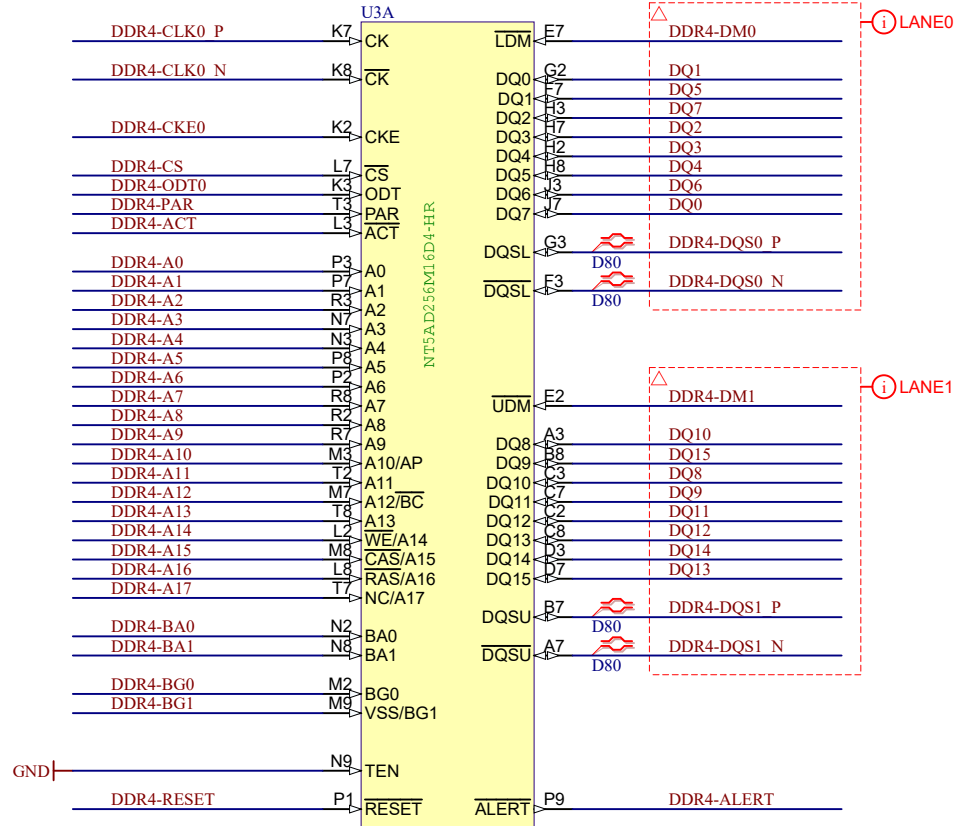 U3A
DDR4-CLK0_P K7 CK LDM E7 DDR4-DM0 i LANE0
DDR4-CLK0_N K8 CK DQ0 G2 DQ1
DQ1 F7 DQ5
DQ2 H3 DQ7
DDR4-CKE0 K2 CKE DQ3 H7 DQ2
DQ4 H2 DQ3
DDR4-CS L7 CS DQ5 H8 DQ4
DDR4-ODT0 K3 ODT DQ6 J3 DQ6
DDR4-PAR T3 PAR DQ7 J7 DQ0
DDR4-ACT L3 ACT
DQSL G3 D80 DDR4-DQS0_P
DDR4-A0 P3 A0
DDR4-A1 P7 A1 DQSL F3 D80 DDR4-DQS0_N
DDR4-A2 R3 A2
DDR4-A3 N7 A3
DDR4-A4 N3 A4
DDR4-A5 P8 A5
DDR4-A6 P2 A6 i LANE1
DDR4-A7 R8 A7 UDM E2 DDR4-DM1
DDR4-A8 R2 A8
DDR4-A9 R7 A9 DQ8 A3 DQ10
DDR4-A10 M3 A10/AP DQ9 B8 DQ15
DDR4-A11 T2 A11 DQ10 C3 DQ8
DDR4-A12 M7 A12/BC DQ11 C7 DQ9
DDR4-A13 T8 A13 DQ12 C2 DQ11
DDR4-A14 L2 WE/A14 DQ13 C8 DQ12
DDR4-A15 M8 CAS/A15 DQ14 D3 DQ14
DDR4-A16 L8 RAS/A16 DQ15 D7 DQ13
DDR4-A17 T7 NC/A17
DQSU B7 D80 DDR4-DQS1_P
DDR4-BA0 N2 BA0
DDR4-BA1 N8 BA1 DQSU A7 D80 DDR4-DQS1_N
DDR4-BG0 M2 BG0
DDR4-BG1 M9 VSS/BG1
GND N9 TEN
DDR4-RESET P1 RESET ALERT P9 DDR4-ALERT
NT5AD256M16D4-HR